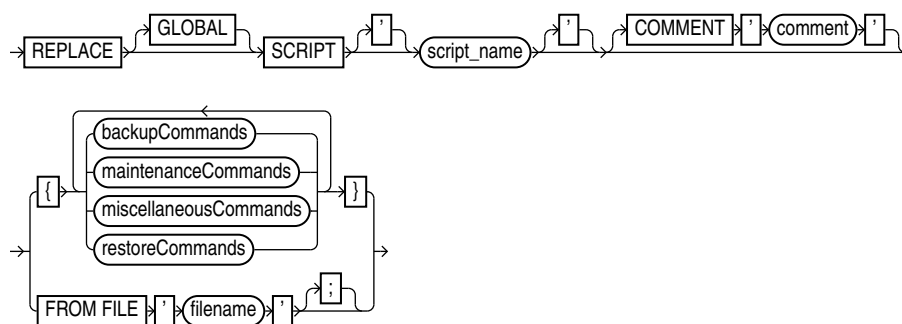 REPLACE GLOBAL SCRIPT ' script_name ' COMMENT ' comment '
{ backupCommands }
maintenanceCommands
miscellaneousCommands
restoreCommands
FROM FILE ' filename ' ;